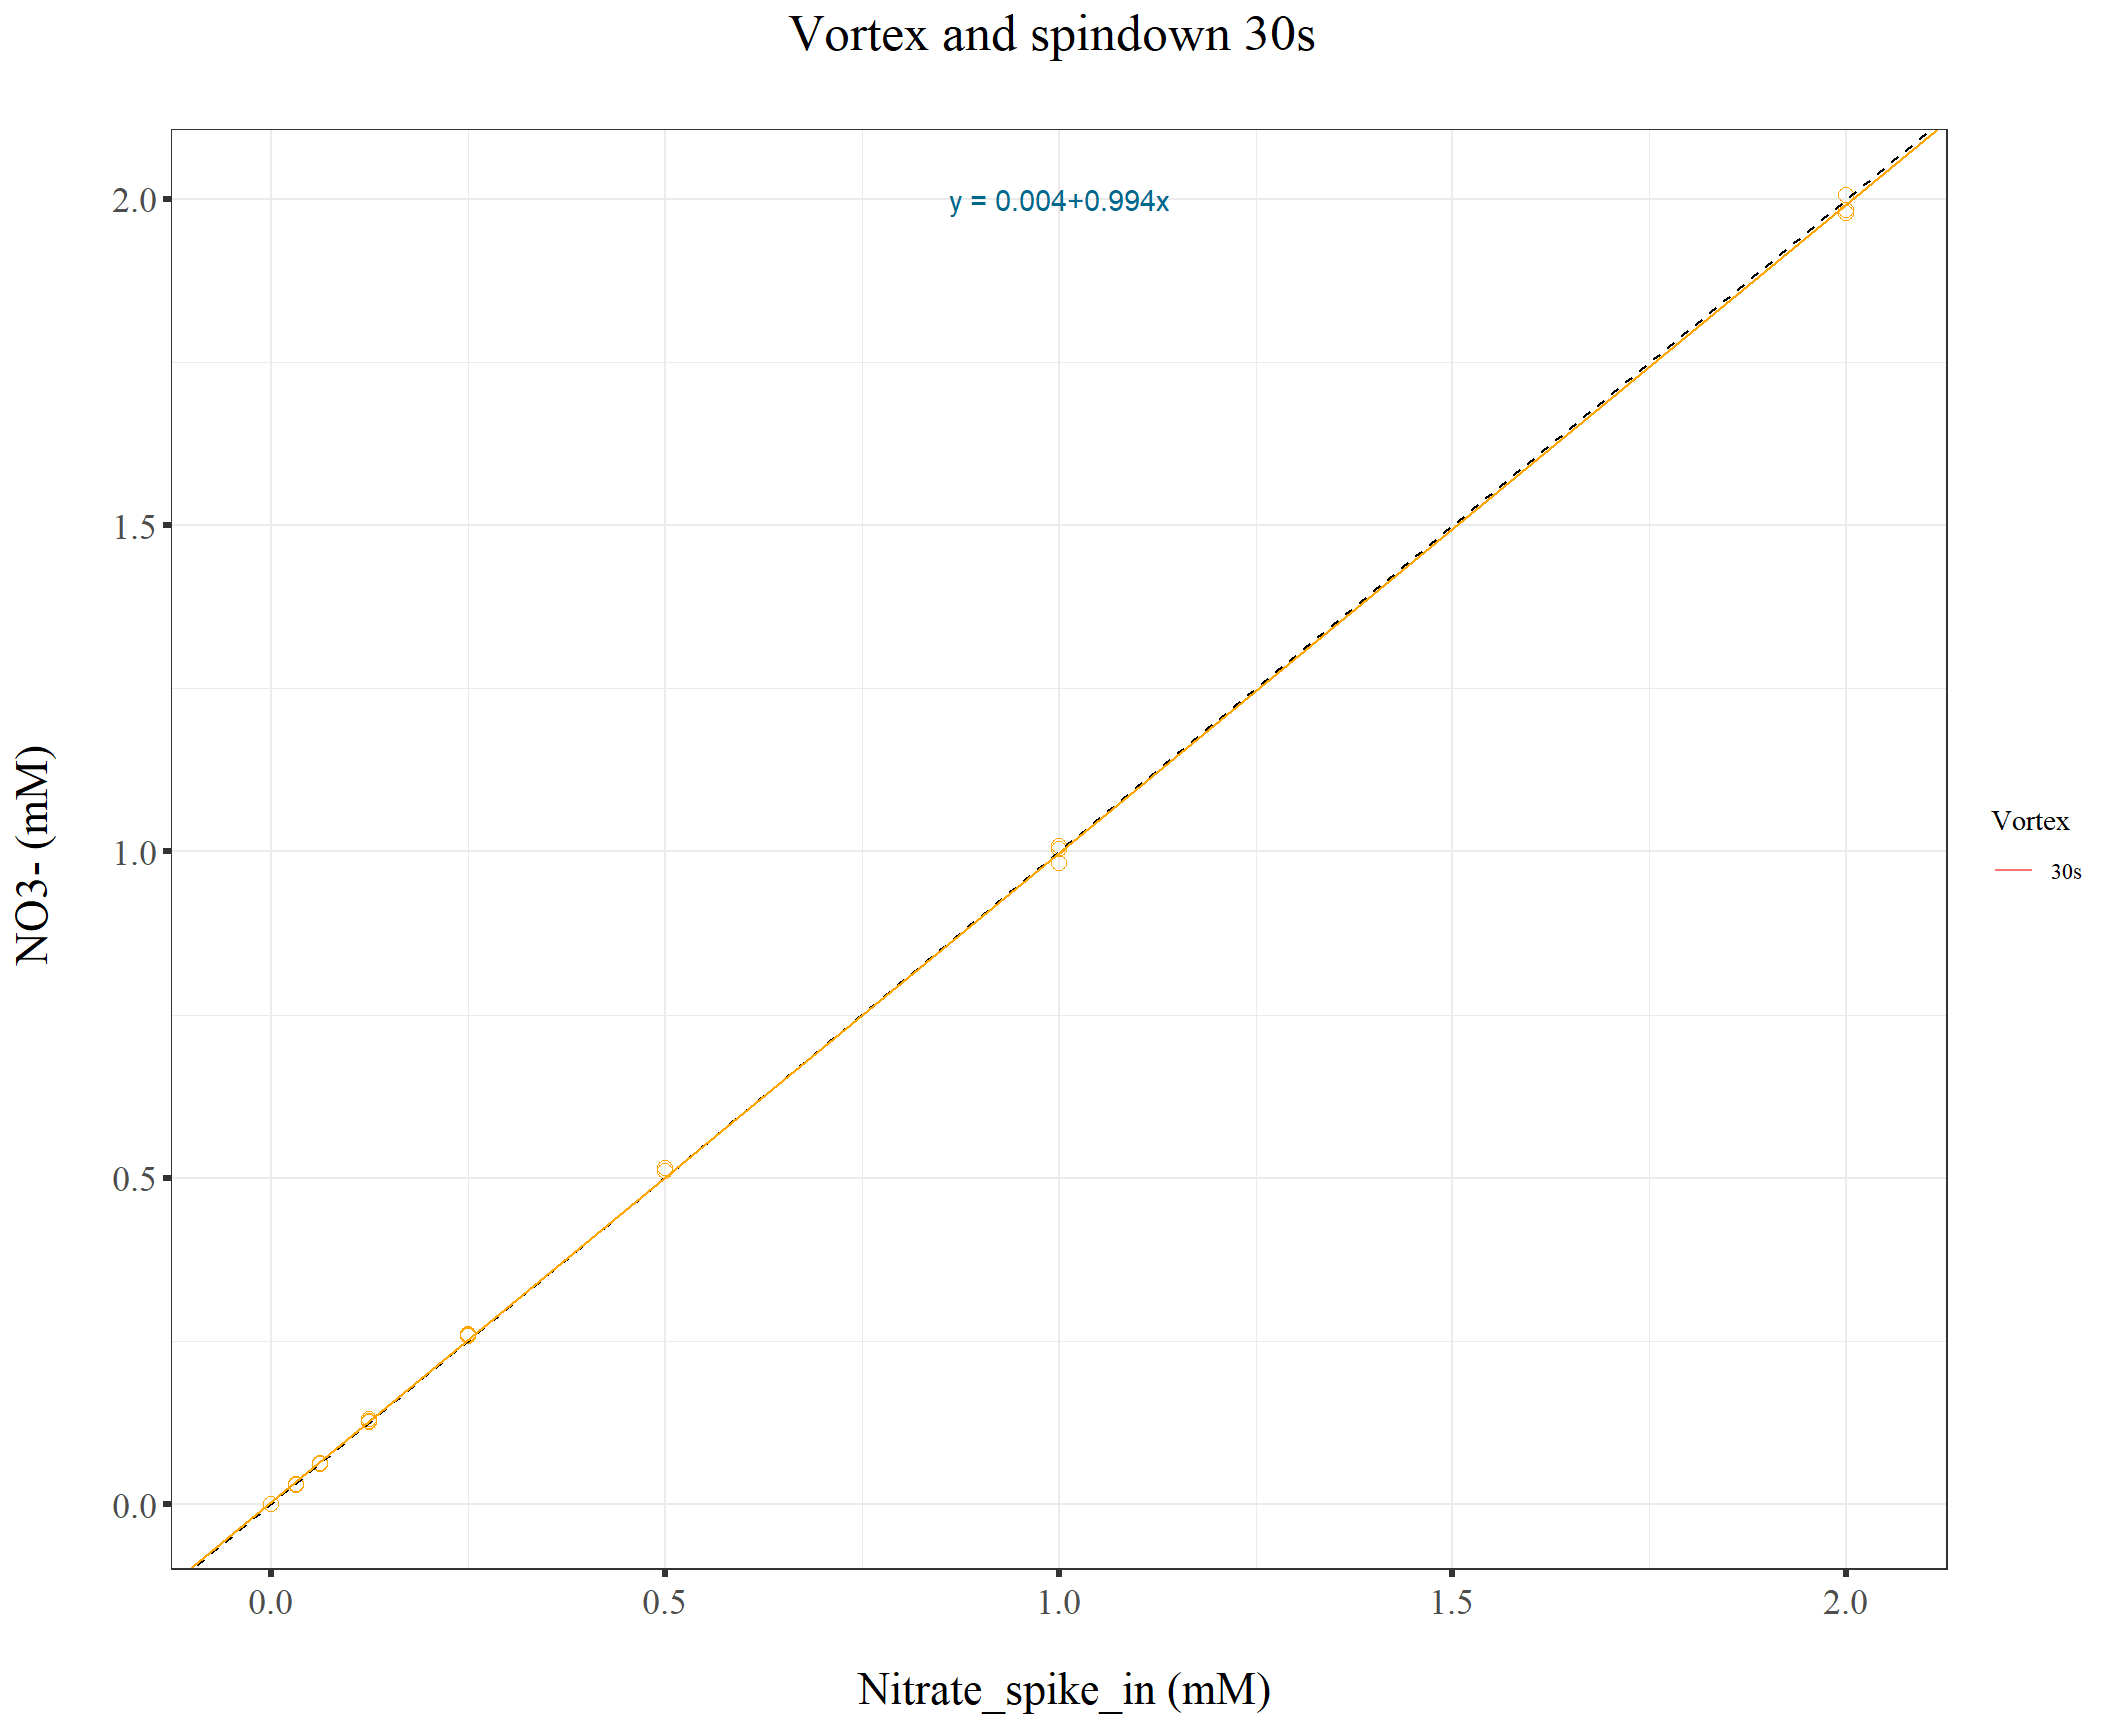 Vortex and spindown 30s
y = 0.004+0.994x
2.0
1.5
1.0
0.5
0.0
NO3- (mM)
0.0 0.5 1.0 1.5 2.0
Nitrate_spike_in (mM)
Vortex
30s